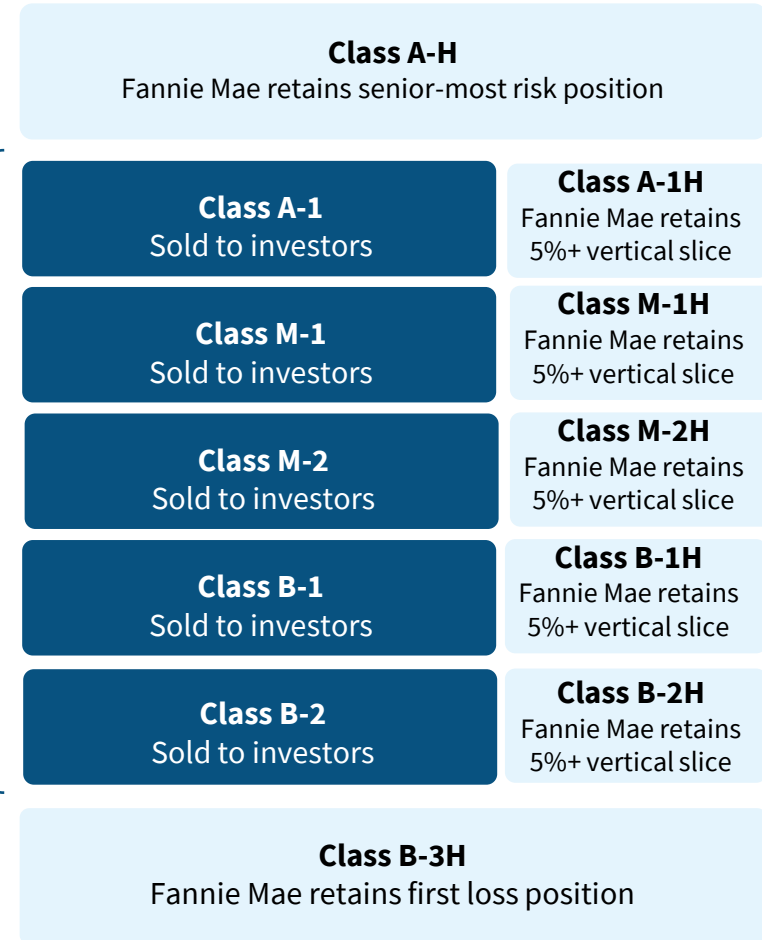 Class A-H
Fannie Mae retains senior-most risk position
Class A-1
Sold to investors
Class A-1H
Fannie Mae retains
5%+ vertical slice
Class M-1
Sold to investors
Class M-1H
Fannie Mae retains
5%+ vertical slice
Class M-2
Sold to investors
Class M-2H
Fannie Mae retains
5%+ vertical slice
Class B-1
Sold to investors
Class B-1H
Fannie Mae retains
5%+ vertical slice
Class B-2
Sold to investors
Class B-2H
Fannie Mae retains
5%+ vertical slice
Class B-3H
Fannie Mae retains first loss position